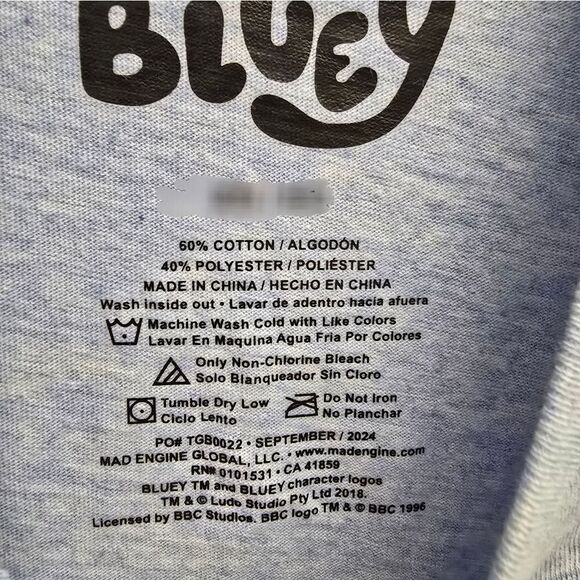 BLUEY
60% COTTON / ALGODÓN
40% POLYESTER / POLIÉSTER
MADE IN CHINA / HECHO EN CHINA
Wash inside out • Lavar de adentro hacia afuera
Machine Wash Cold with Like Colors
Lavar En Maquina Agua Fria Por Colores
Only Non-Chlorine Bleach
Solo Blanqueador Sin Cloro
Tumble Dry Low
Ciclo Lento
Do Not Iron
No Planchar
PO# TGB0022 • SEPTEMBER / 2024
MAD ENGINE GLOBAL, LLC. • www.madengine.com
RN# 0101531 • CA 41859
BLUEY TM and BLUEY character logos
TM & © Ludo Studio Pty Ltd 2018.
Licensed by BBC Studios. BBC logo TM & © BBC 1996